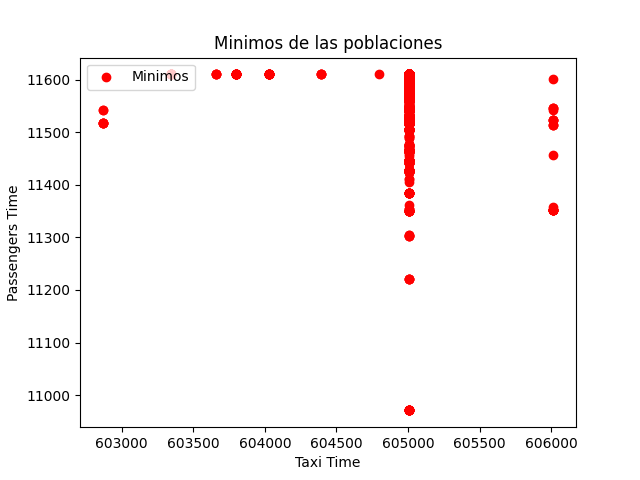 Minimos de las poblaciones
Minimos
11600
11500
11400
11300
11200
11100
11000
Passengers Time
603000 603500 604000 604500 605000 605500 606000
Taxi Time